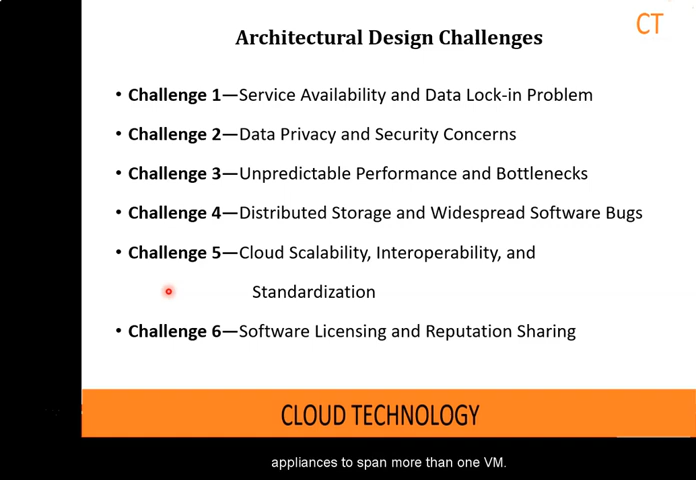 CT
Architectural Design Challenges
• Challenge 1—Service Availability and Data Lock-in Problem
• Challenge 2—Data Privacy and Security Concerns
• Challenge 3—Unpredictable Performance and Bottlenecks
• Challenge 4—Distributed Storage and Widespread Software Bugs
• Challenge 5—Cloud Scalability, Interoperability, and
Standardization
• Challenge 6—Software Licensing and Reputation Sharing
CLOUD TECHNOLOGY
appliances to span more than one VM.